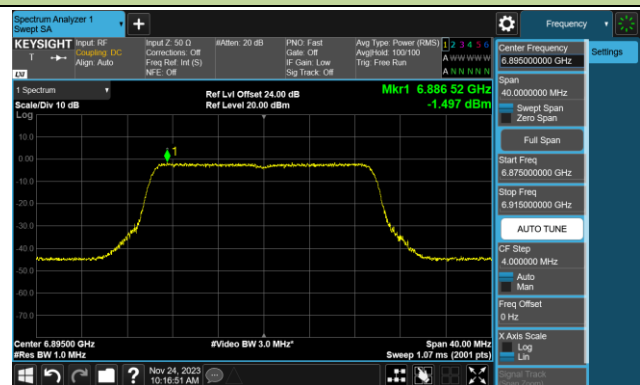 Spectrum Analyzer 1
Swept SA
Frequency
KEYSIGHT
Input: RF
Coupling: DC
Align: Auto
Input Z: 50 Ω
Corrections: Off
Freq Ref: Int (S)
NFE: Off
#Atten: 20 dB
PNO: Fast
Gate: Off
IF Gain: Low
Sig Track: Off
Avg Type: Power (RMS)
Avg|Hold: 100/100
Trig: Free Run
1 2 3 4 5 6
A W W W W W
A N N N N N
T
LXI
1 Spectrum
Scale/Div 10 dB
Log
Ref Lvl Offset 24.00 dB
Ref Level 20.00 dBm
Mkr1 6.886 52 GHz
-1.497 dBm
1
10.0
0.00
-10.0
-20.0
-30.0
-40.0
-50.0
-60.0
-70.0
Center 6.89500 GHz
#Res BW 1.0 MHz
#Video BW 3.0 MHz*
Span 40.00 MHz
Sweep 1.07 ms (2001 pts)
Center Frequency
6.895000000 GHz
Settings
Span
40.0000000 MHz
Swept Span
Zero Span
Full Span
Start Freq
6.875000000 GHz
Stop Freq
6.915000000 GHz
AUTO TUNE
CF Step
4.000000 MHz
Auto
Man
Freq Offset
0 Hz
X Axis Scale
Log
Lin
Signal Track
(Span Zoom)
Nov 24, 2023
10:16:51 AM